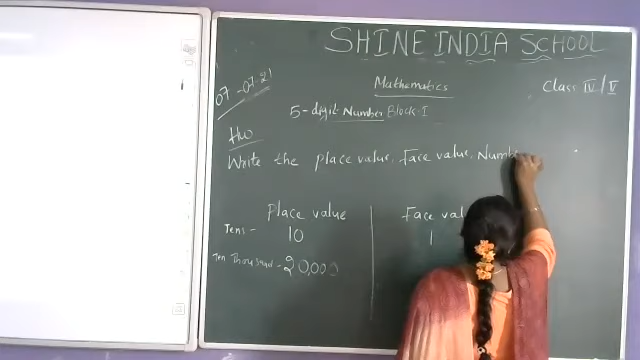 SHINE INDIA SCHOOL
07-07-21
Mathematics
Class IV/V
5-digit Number Block-I
H.W
Write the place value, Face value, Numb
Place value
Face val
Tens - 10
1
Ten Thousand - 20,000